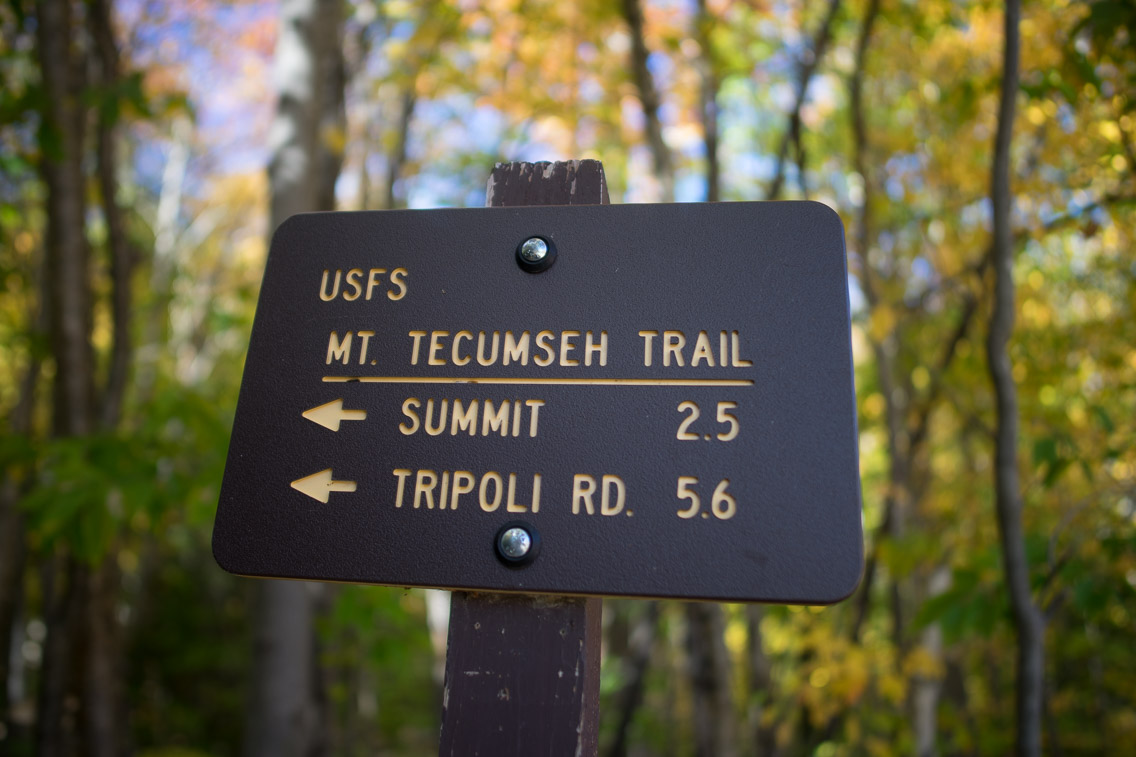 USFS
MT. TECUMSEH TRAIL
← SUMMIT 2.5
← TRIPOLI RD. 5.6